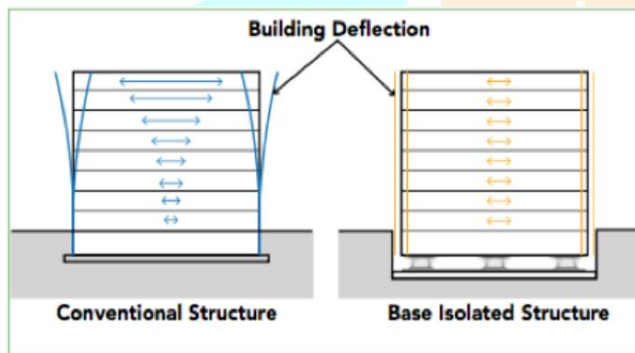 Building Deflection
Conventional Structure
Base Isolated Structure